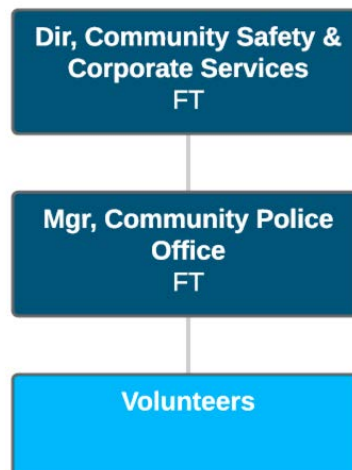 Dir, Community Safety &
Corporate Services
FT
Mgr, Community Police
Office
FT
Volunteers